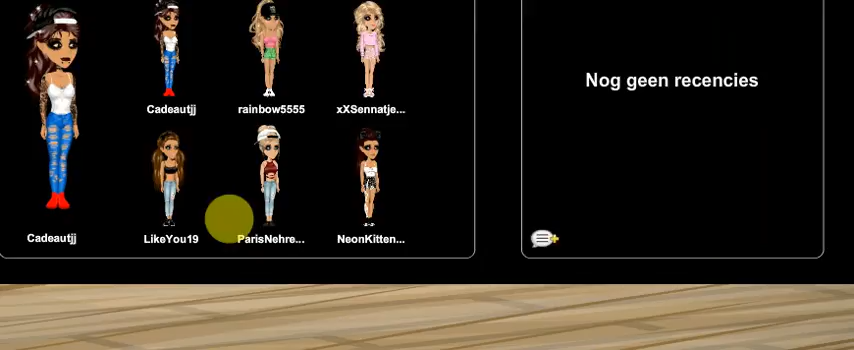 Nog geen recencies
Cadeautjj
rainbow5555
xXSennatje...
Cadeautjj
LikeYou19
ParisNehre...
NeonKitten...